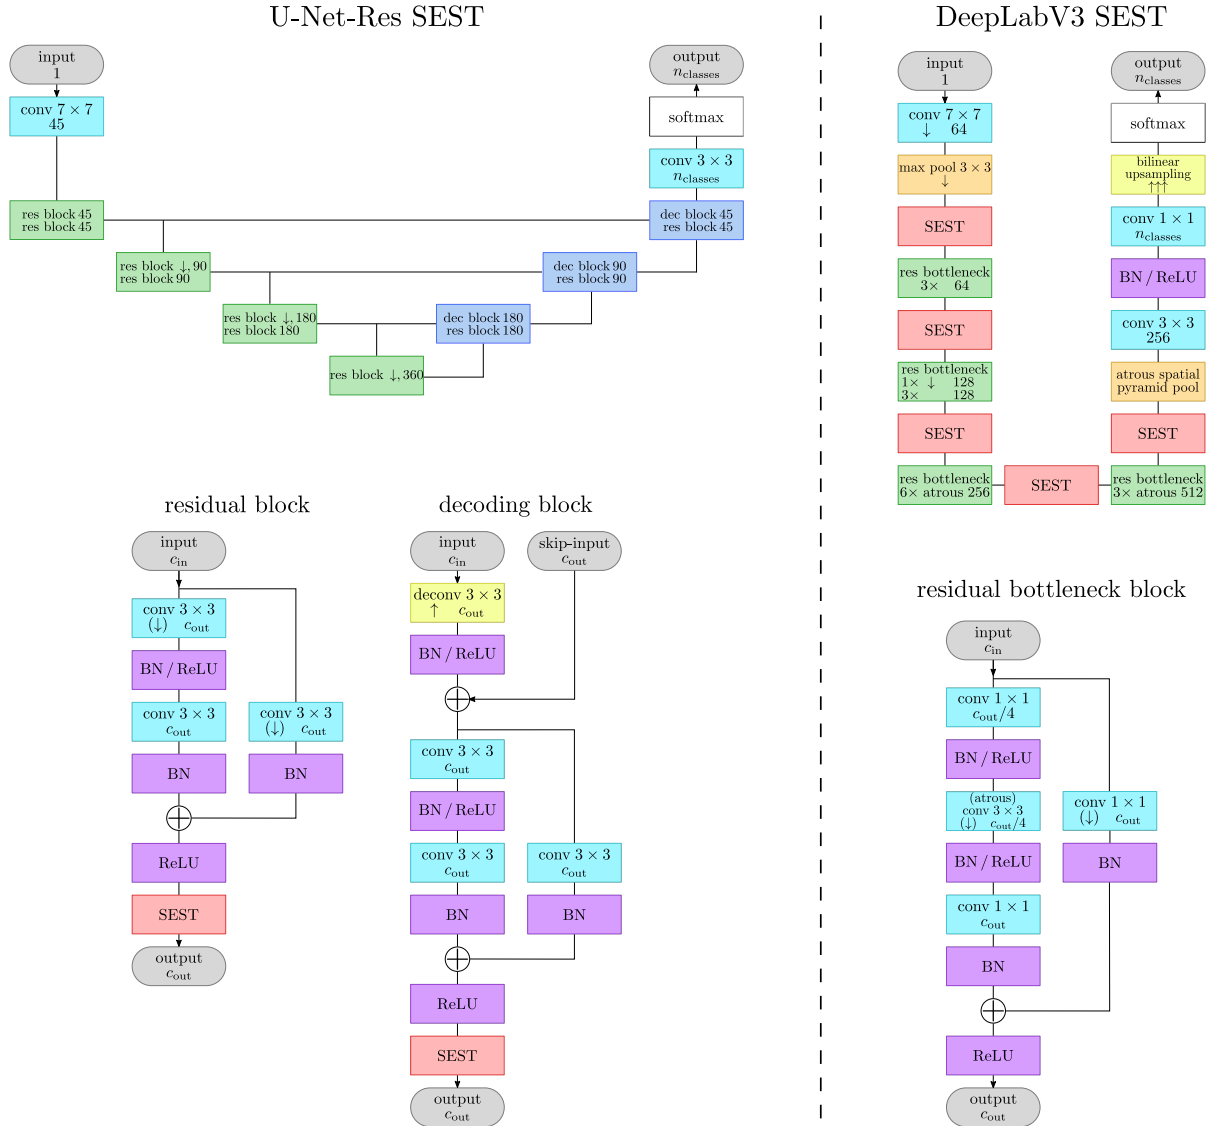 U-Net-Res SEST
input
1
conv 7 × 7
45
res block 45
res block 45
res block ↓, 90
res block 90
res block ↓, 180
res block 180
res block ↓, 360
dec block 180
res block 180
dec block 90
res block 90
dec block 45
res block 45
conv 3 × 3
n_classes
softmax
output
n_classes
residual block
input
c_in
conv 3 × 3
(↓) c_out
BN / ReLU
conv 3 × 3
c_out
BN
conv 3 × 3
(↓) c_out
BN
ReLU
SEST
output
c_out
decoding block
input
c_in
skip-input
c_out
deconv 3 × 3
↑ c_out
BN / ReLU
conv 3 × 3
c_out
BN / ReLU
conv 3 × 3
c_out
BN
conv 3 × 3
c_out
BN
ReLU
SEST
output
c_out
DeepLabV3 SEST
input
1
conv 7 × 7
↓ 64
max pool 3 × 3
↓
SEST
res bottleneck
3× 64
SEST
res bottleneck
1× ↓ 128
3× 128
SEST
res bottleneck
6× atrous 256
SEST
res bottleneck
3× atrous 512
SEST
atrous spatial
pyramid pool
conv 3 × 3
256
BN / ReLU
conv 1 × 1
n_classes
bilinear
upsampling
↑↑↑
softmax
output
n_classes
residual bottleneck block
input
c_in
conv 1 × 1
c_out/4
BN / ReLU
(atrous)
conv 3 × 3
(↓) c_out/4
BN / ReLU
conv 1 × 1
c_out
BN
conv 1 × 1
(↓) c_out
BN
ReLU
output
c_out